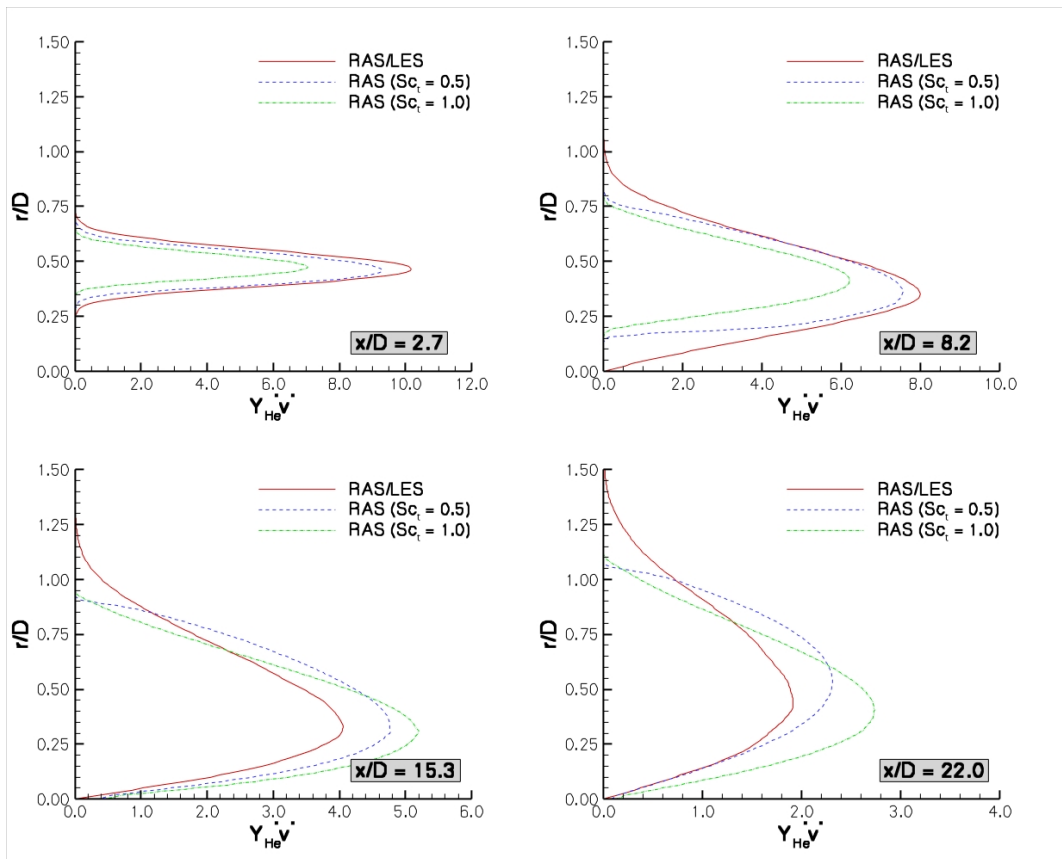 1.50
1.25
1.00
0.75
0.50
0.25
0.00
r/D
RAS/LES
RAS (Sc_t = 0.5)
RAS (Sc_t = 1.0)
x/D = 2.7
0.0 2.0 4.0 6.0 8.0 10.0 12.0
Y_He"v"
1.50
1.25
1.00
0.75
0.50
0.25
0.00
r/D
RAS/LES
RAS (Sc_t = 0.5)
RAS (Sc_t = 1.0)
x/D = 8.2
0.0 2.0 4.0 6.0 8.0 10.0
Y_He"v"
1.50
1.25
1.00
0.75
0.50
0.25
0.00
r/D
RAS/LES
RAS (Sc_t = 0.5)
RAS (Sc_t = 1.0)
x/D = 15.3
0.0 1.0 2.0 3.0 4.0 5.0 6.0
Y_He"v"
1.50
1.25
1.00
0.75
0.50
0.25
0.00
r/D
RAS/LES
RAS (Sc_t = 0.5)
RAS (Sc_t = 1.0)
x/D = 22.0
0.0 1.0 2.0 3.0 4.0
Y_He"v"